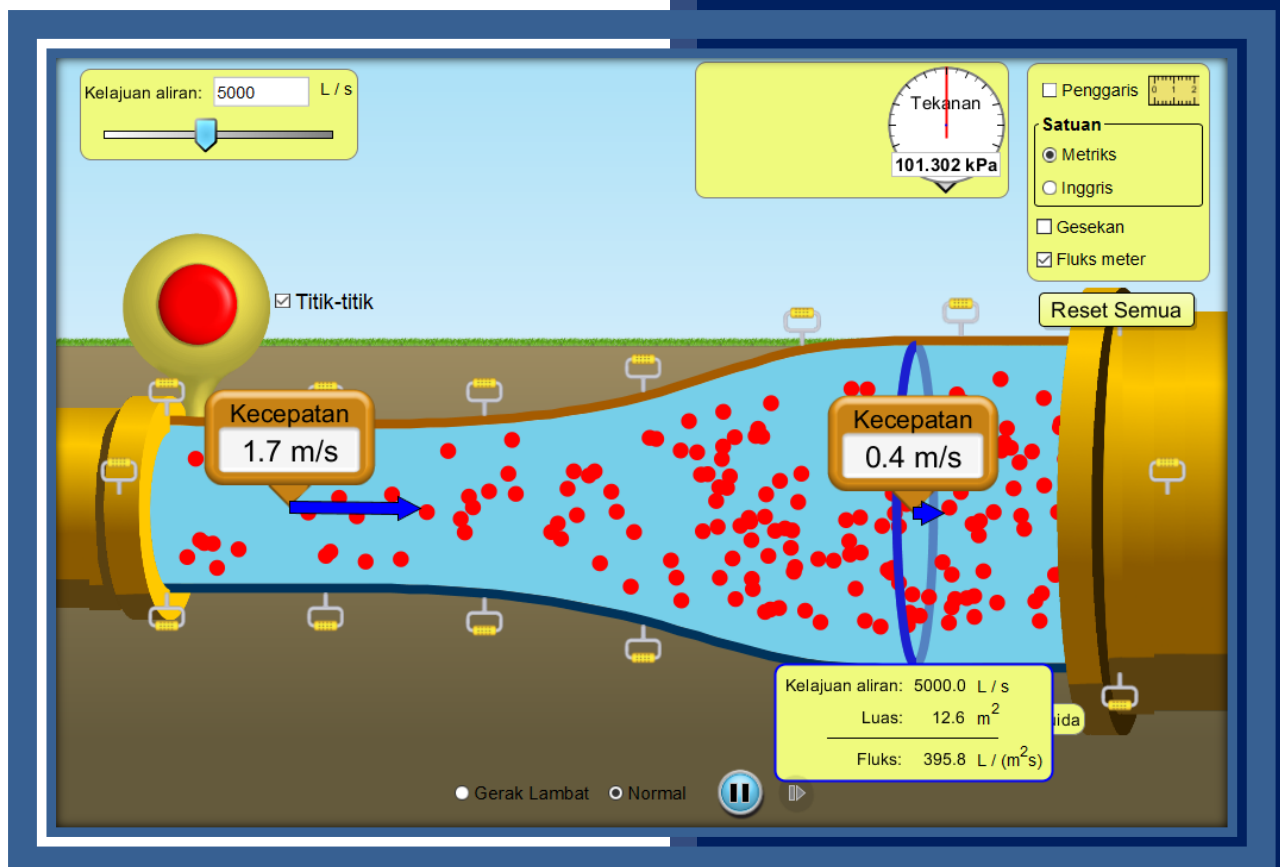 Kelajuan aliran: 5000 L / s
Tekanan
101.302 kPa
Penggaris
0 1 2
Satuan
Metriks
Inggris
Gesekan
Fluks meter
Reset Semua
Titik-titik
Kecepatan
1.7 m/s
Kecepatan
0.4 m/s
Kelajuan aliran: 5000.0 L / s
Luas: 12.6 m²
Fluks: 395.8 L / (m²s)
Gerak Lambat Normal